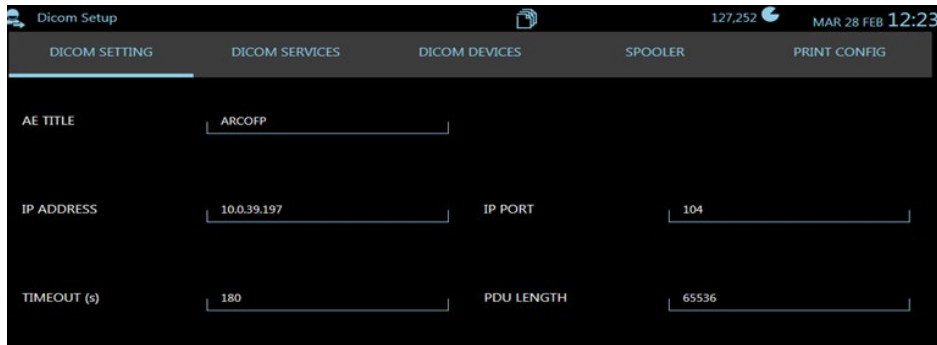 Dicom Setup 127,252 MAR 28 FEB 12:23
DICOM SETTING DICOM SERVICES DICOM DEVICES SPOOLER PRINT CONFIG
AE TITLE ARCOFP
IP ADDRESS 10.0.39.197 IP PORT 104
TIMEOUT (s) 180 PDU LENGTH 65536